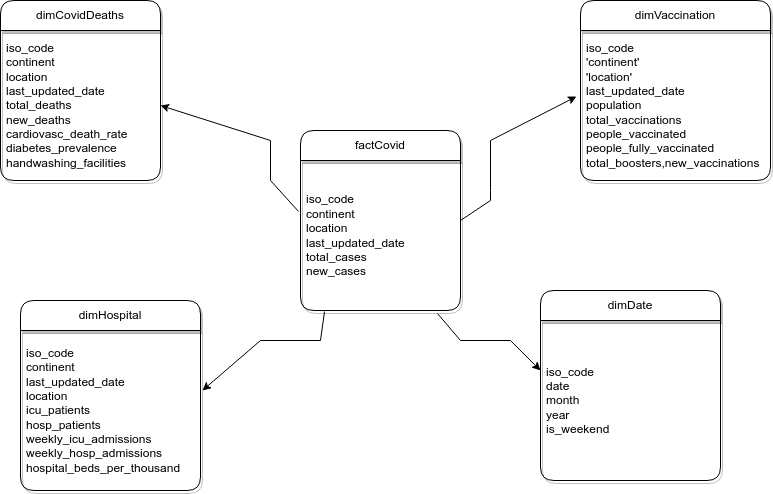 dimCovidDeaths
iso_code
continent
location
last_updated_date
total_deaths
new_deaths
cardiovasc_death_rate
diabetes_prevalence
handwashing_facilities
dimVaccination
iso_code
'continent'
'location'
last_updated_date
population
total_vaccinations
people_vaccinated
people_fully_vaccinated
total_boosters,new_vaccinations
factCovid
iso_code
continent
location
last_updated_date
total_cases
new_cases
dimHospital
iso_code
continent
last_updated_date
location
icu_patients
hosp_patients
weekly_icu_admissions
weekly_hosp_admissions
hospital_beds_per_thousand
dimDate
iso_code
date
month
year
is_weekend